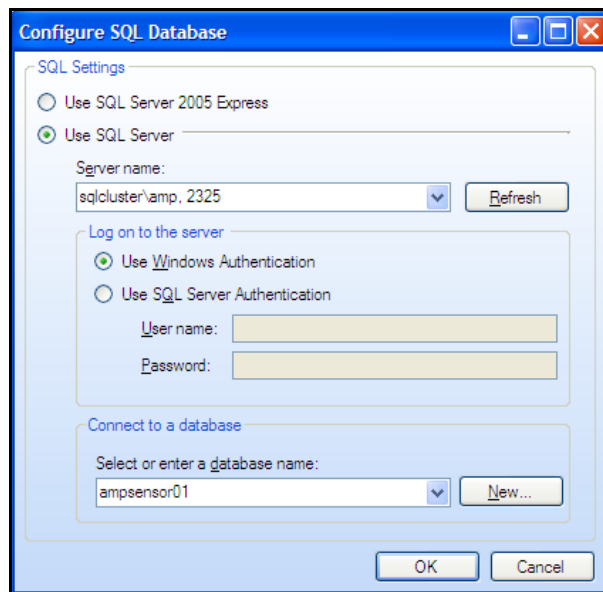 Configure SQL Database
SQL Settings
Use SQL Server 2005 Express
Use SQL Server
Server name:
sqlcluster\amp, 2325
Refresh
Log on to the server
Use Windows Authentication
Use SQL Server Authentication
User name:
Password:
Connect to a database
Select or enter a database name:
ampsensor01
New...
OK
Cancel